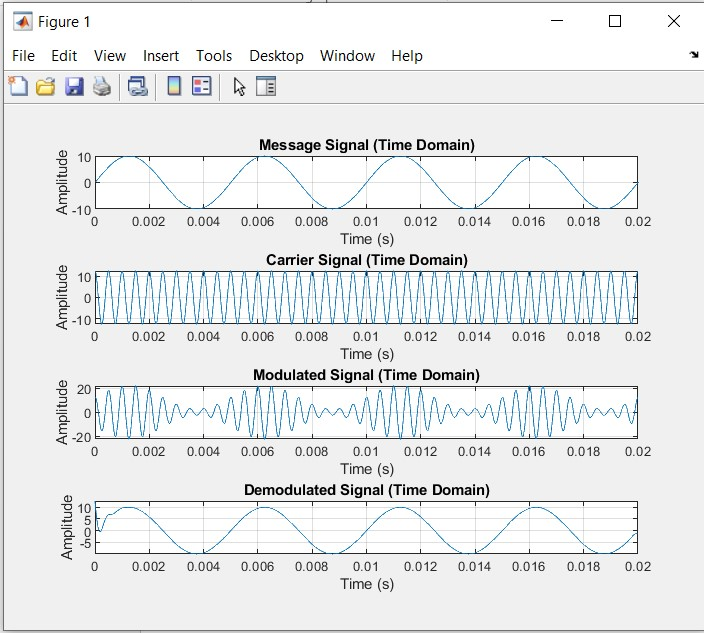 Figure 1
File Edit View Insert Tools Desktop Window Help
Message Signal (Time Domain)
Amplitude
10
0
-10
0 0.002 0.004 0.006 0.008 0.01 0.012 0.014 0.016 0.018 0.02
Time (s)
Carrier Signal (Time Domain)
Amplitude
10
0
-10
0 0.002 0.004 0.006 0.008 0.01 0.012 0.014 0.016 0.018 0.02
Time (s)
Modulated Signal (Time Domain)
Amplitude
20
0
-20
0 0.002 0.004 0.006 0.008 0.01 0.012 0.014 0.016 0.018 0.02
Time (s)
Demodulated Signal (Time Domain)
Amplitude
10
5
0
-5
0 0.002 0.004 0.006 0.008 0.01 0.012 0.014 0.016 0.018 0.02
Time (s)